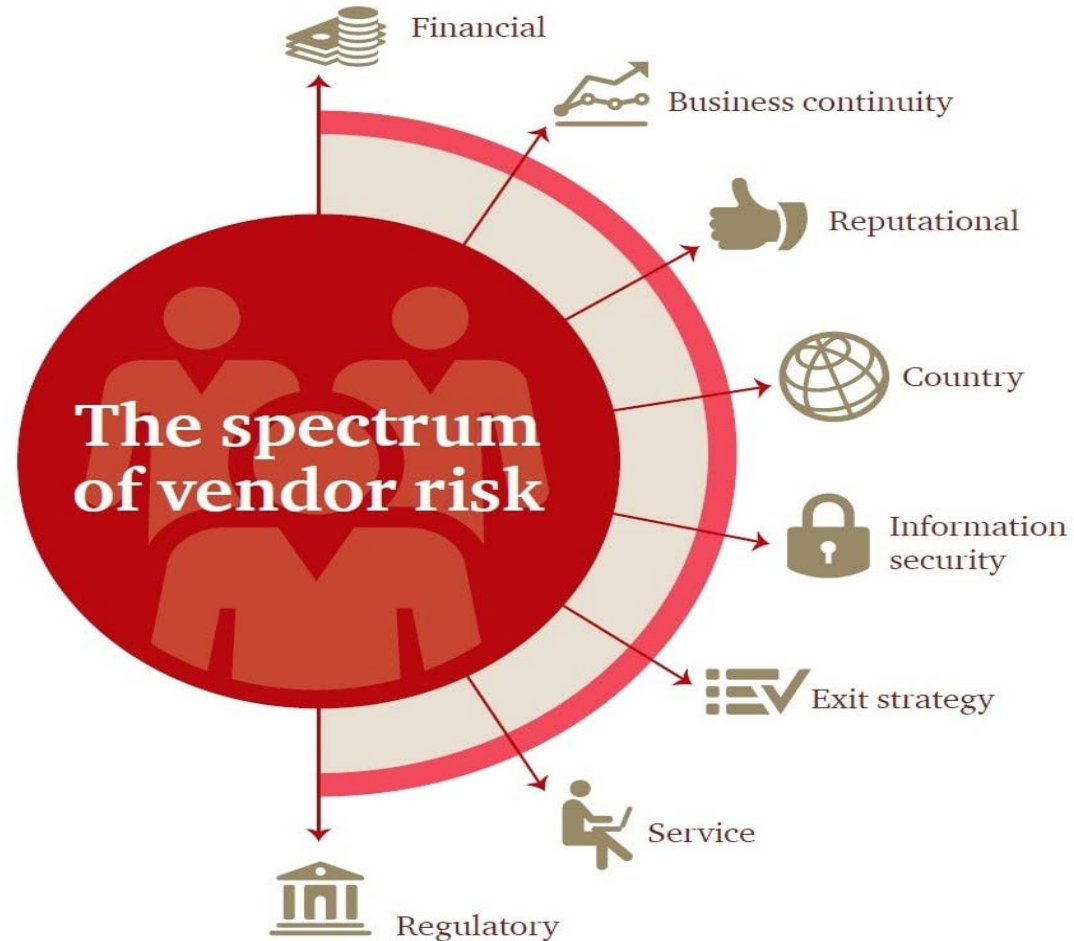 Financial
Business continuity
Reputational
Country
The spectrum
of vendor risk
Information
security
Exit strategy
Service
Regulatory